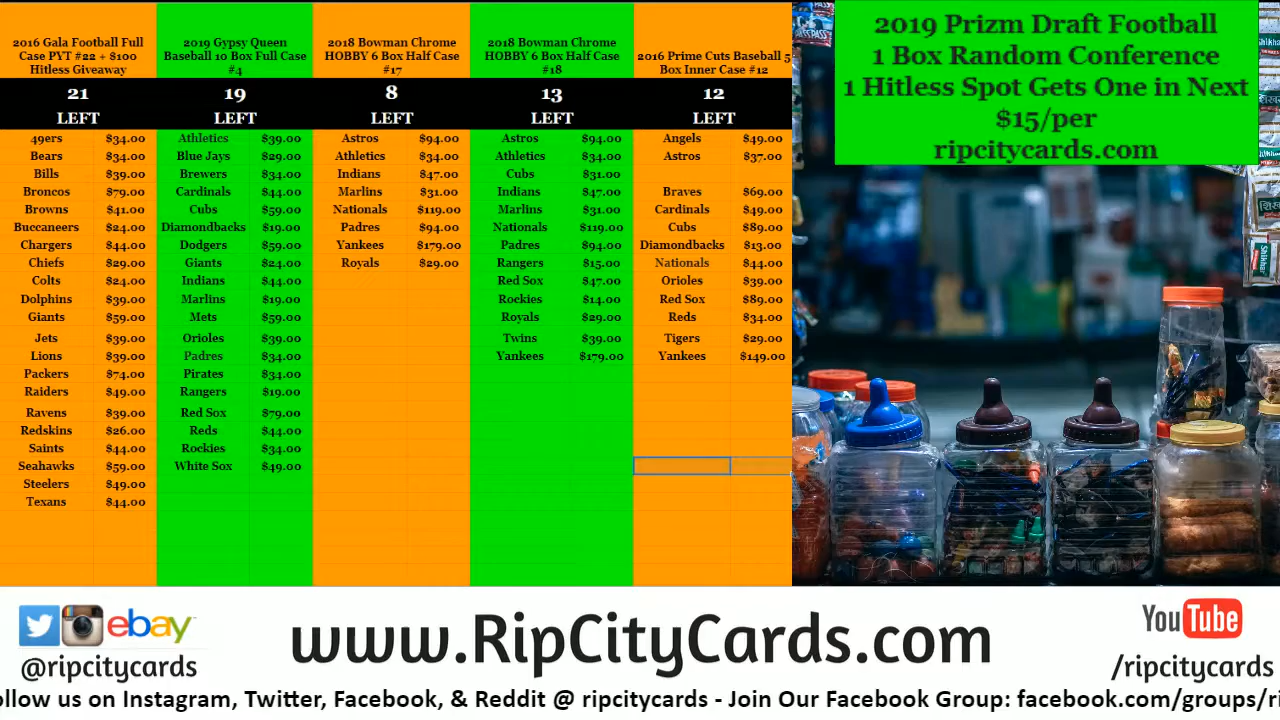 2016 Gala Football Full
Case PYT #22 + $100
Hitless Giveaway
21
LEFT
49ers $34.00
Bears $34.00
Bills $39.00
Broncos $79.00
Browns $41.00
Buccaneers $24.00
Chargers $44.00
Chiefs $29.00
Colts $24.00
Dolphins $39.00
Giants $59.00
Jets $39.00
Lions $39.00
Packers $74.00
Raiders $49.00
Ravens $39.00
Redskins $26.00
Saints $44.00
Seahawks $59.00
Steelers $49.00
Texans $44.00
2019 Gypsy Queen
Baseball 10 Box Full Case
#4
19
LEFT
Athletics $39.00
Blue Jays $29.00
Brewers $34.00
Cardinals $44.00
Cubs $59.00
Diamondbacks $19.00
Dodgers $59.00
Giants $24.00
Indians $44.00
Marlins $19.00
Mets $59.00
Orioles $39.00
Padres $34.00
Pirates $34.00
Rangers $19.00
Red Sox $79.00
Reds $44.00
Rockies $34.00
White Sox $49.00
2018 Bowman Chrome
HOBBY 6 Box Half Case
#17
8
LEFT
Astros $94.00
Athletics $34.00
Indians $47.00
Marlins $31.00
Nationals $119.00
Padres $94.00
Yankees $179.00
Royals $29.00
2018 Bowman Chrome
HOBBY 6 Box Half Case
#18
13
LEFT
Astros $94.00
Athletics $34.00
Cubs $31.00
Indians $47.00
Marlins $31.00
Nationals $119.00
Padres $94.00
Rangers $15.00
Red Sox $47.00
Rockies $14.00
Royals $29.00
Twins $39.00
Yankees $179.00
2016 Prime Cuts Baseball 5
Box Inner Case #12
12
LEFT
Angels $49.00
Astros $37.00
Braves $69.00
Cardinals $49.00
Cubs $89.00
Diamondbacks $13.00
Nationals $44.00
Orioles $39.00
Red Sox $89.00
Reds $34.00
Tigers $29.00
Yankees $149.00
2019 Prizm Draft Football
1 Box Random Conference
1 Hitless Spot Gets One in Next
$15/per
ripcitycards.com
Shikhar
ebay
@ripcitycards
www.RipCityCards.com
YouTube
/ripcitycards
ollow us on Instagram, Twitter, Facebook, & Reddit @ ripcitycards - Join Our Facebook Group: facebook.com/groups/ri